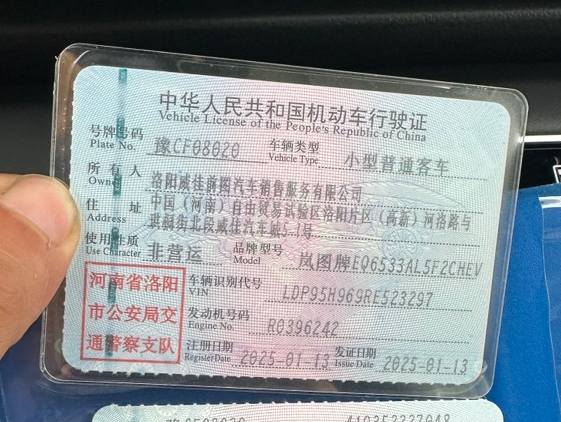 中华人民共和国机动车行驶证
Vehicle License of the People's Republic of China
号牌号码 豫CF08020 车辆类型 小型普通客车
Plate No. Vehicle Type
所有人 洛阳威佳前图汽车销售服务有限公司
Owner
住址 中国（河南）自由贸易试验区洛阳片区（高新）河洛路与
Address 街北段威佳汽车城5-1号
使用性质 非营运 品牌型号 岚图牌EQ6533AL5F2CHEV
Use Character Model
河南省洛阳
市公安局交
通警察支队
车辆识别代号 LDP95H969RE523297
VIN
发动机号码 R0396242
Engine No.
注册日期 2025-01-13 发证日期 2025-01-13
Register Date Issue Date